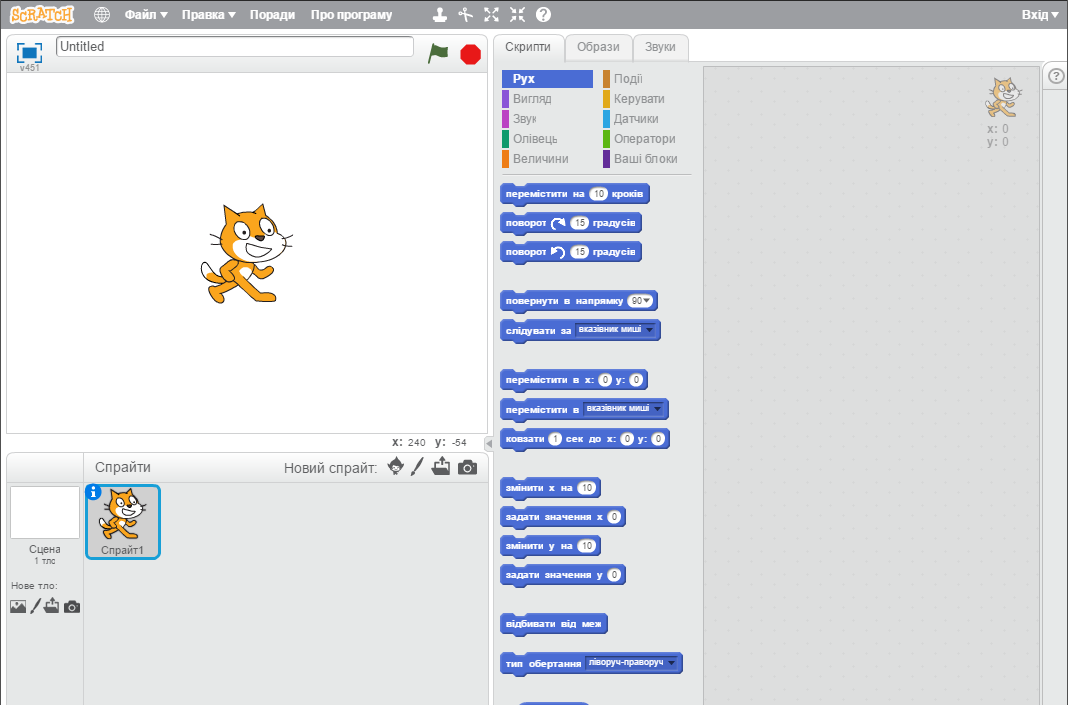 SCRATCH Файл Правка Поради Про програму Вхід
Untitled
v451
Скрипти Образи Звуки
Рух Події
Вигляд Керувати
Звук Датчики
Олівець Оператори
Величини Ваші блоки
x: 0
y: 0
перемістити на 10 кроків
поворот 15 градусів
поворот 15 градусів
повернути в напрямку 90
слідувати за вказівник миші
перемістити в x: 0 y: 0
перемістити в вказівник миші
ковзати 1 сек до x: 0 y: 0
змінити x на 10
задати значення x 0
змінити y на 10
задати значення y 0
відбивати від меж
тип обертання ліворуч-праворуч
x: 240 y: -54
Спрайти Новий спрайт:
Спрайт1
Сцена
1 тлс
Нове тло: